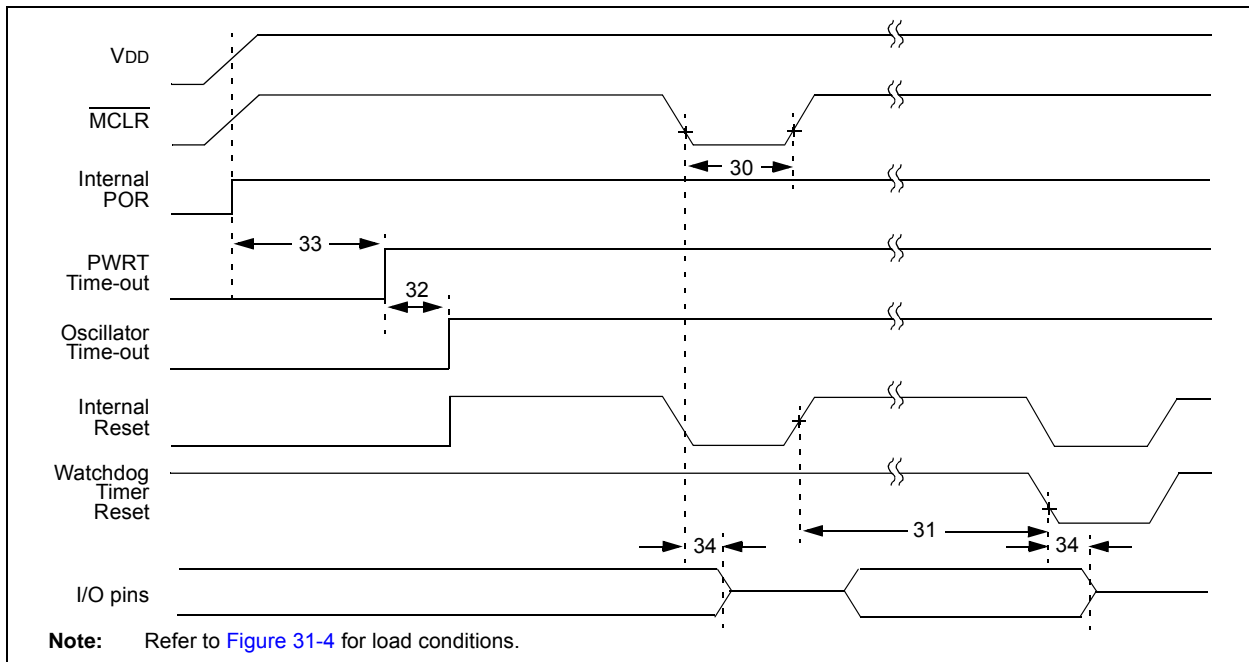 VDD
MCLR
30
Internal
POR
33
PWRT
Time-out
32
Oscillator
Time-out
Internal
Reset
Watchdog
Timer
Reset
31
34
34
I/O pins
Note: Refer to Figure 31-4 for load conditions.